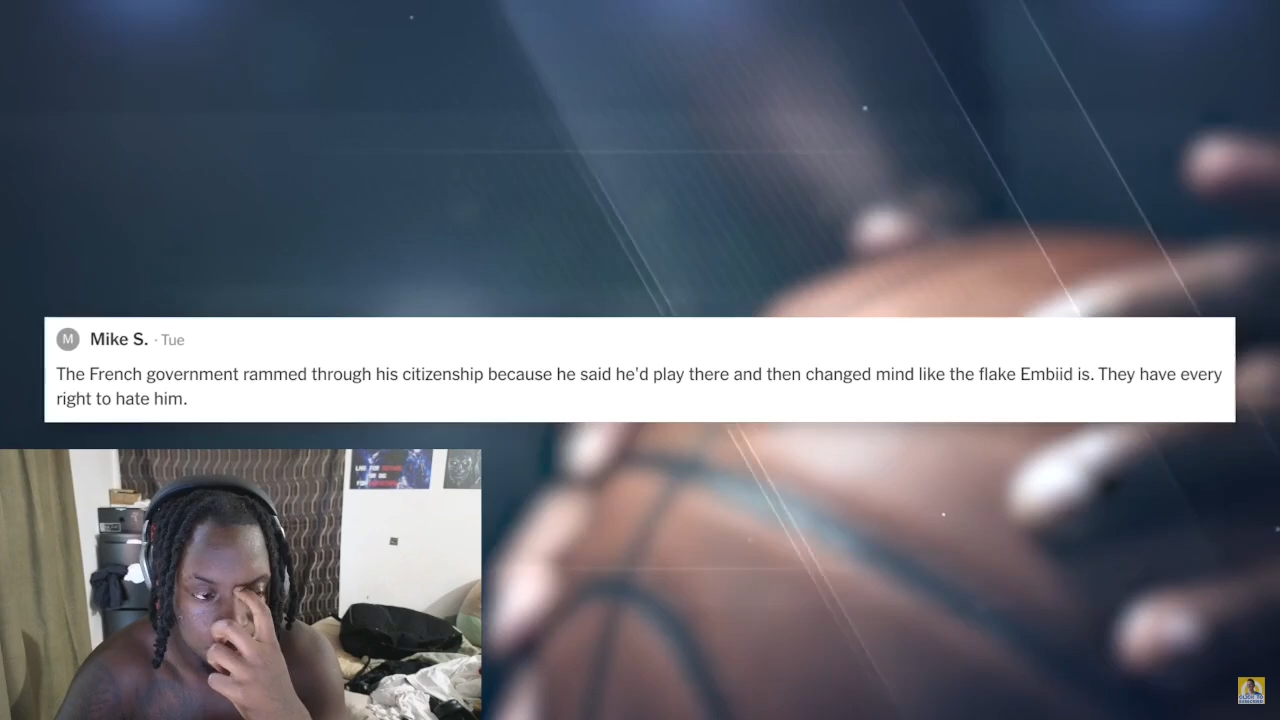 M
Mike S. · Tue
The French government rammed through his citizenship because he said he'd play there and then changed mind like the flake Embiid is. They have every
right to hate him.